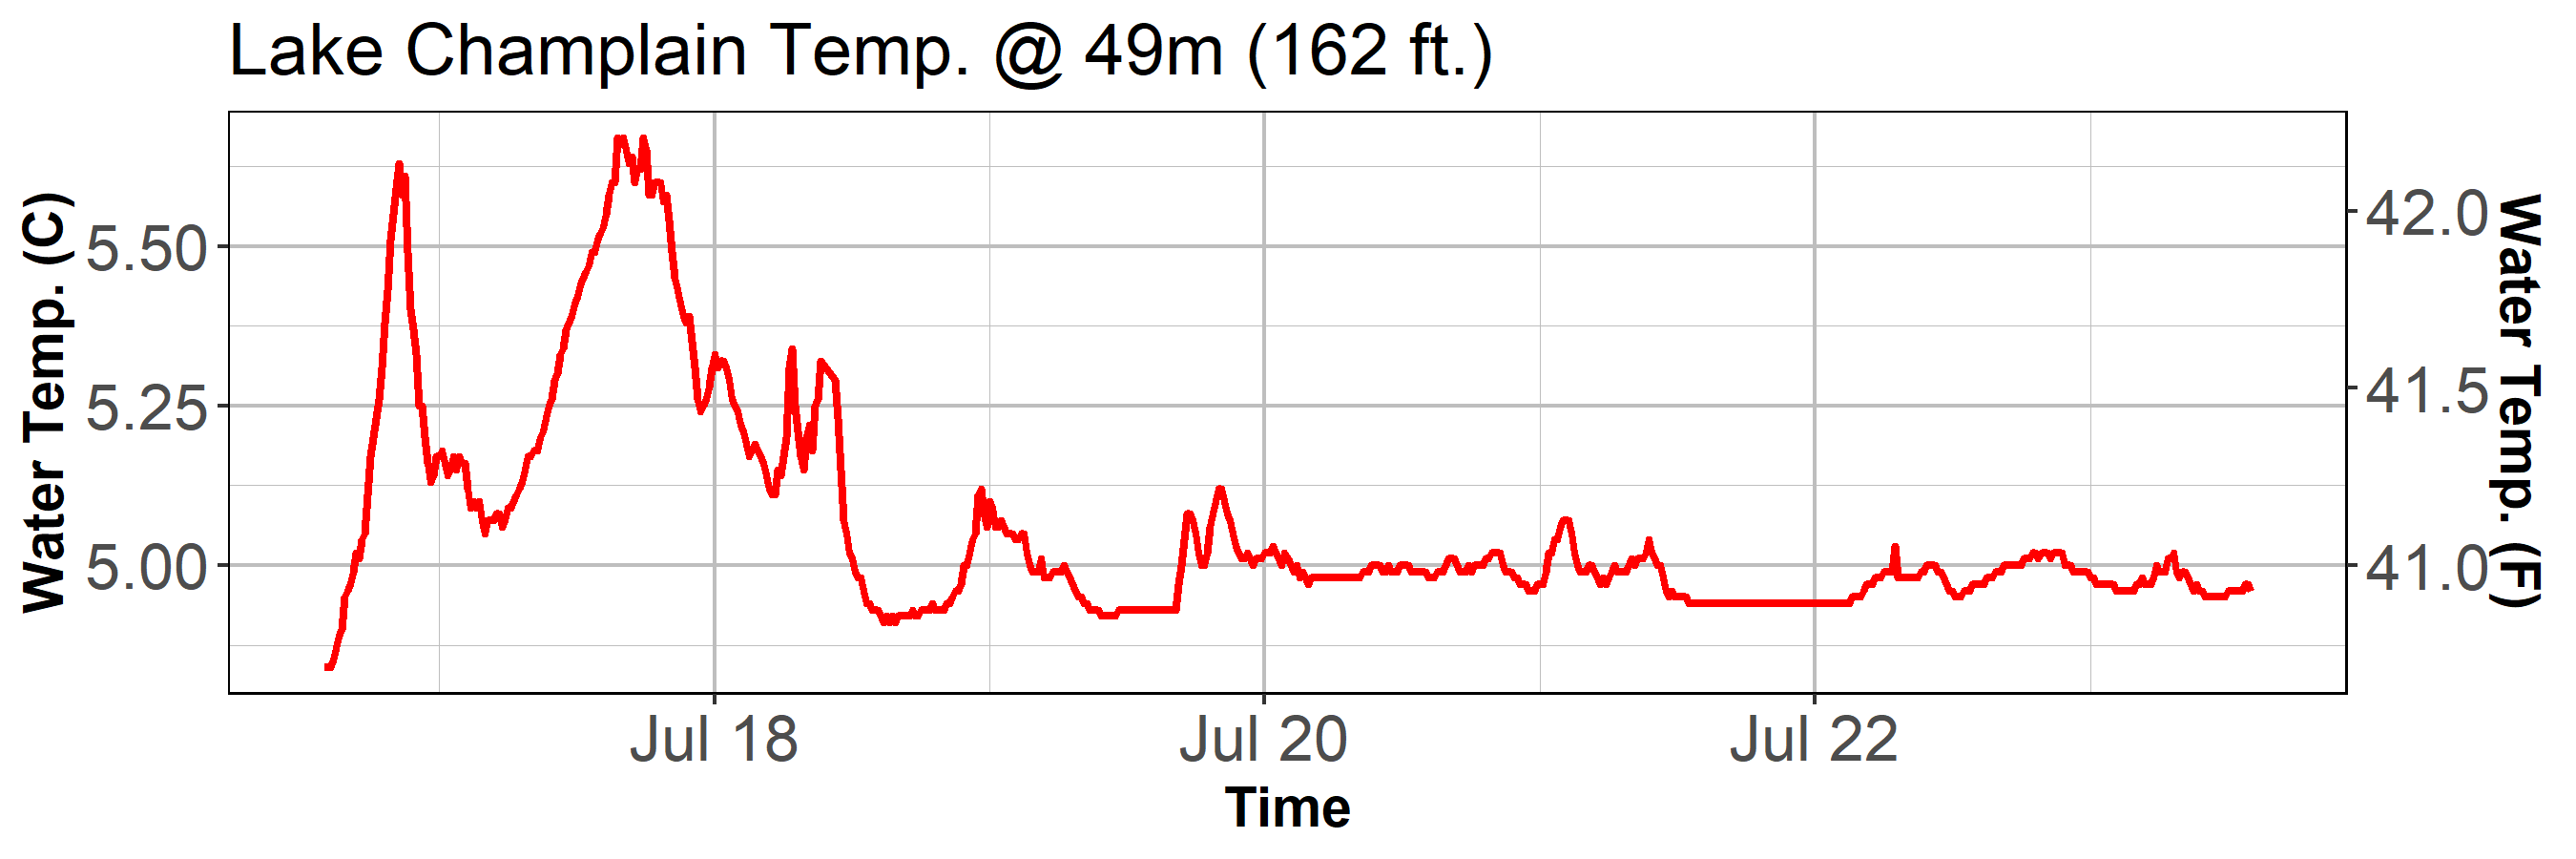 Lake Champlain Temp. @ 49m (162 ft.)
Water Temp. (C)
5.50
5.25
5.00
42.0
41.5
41.0
Water Temp. (F)
Jul 18
Jul 20
Jul 22
Time